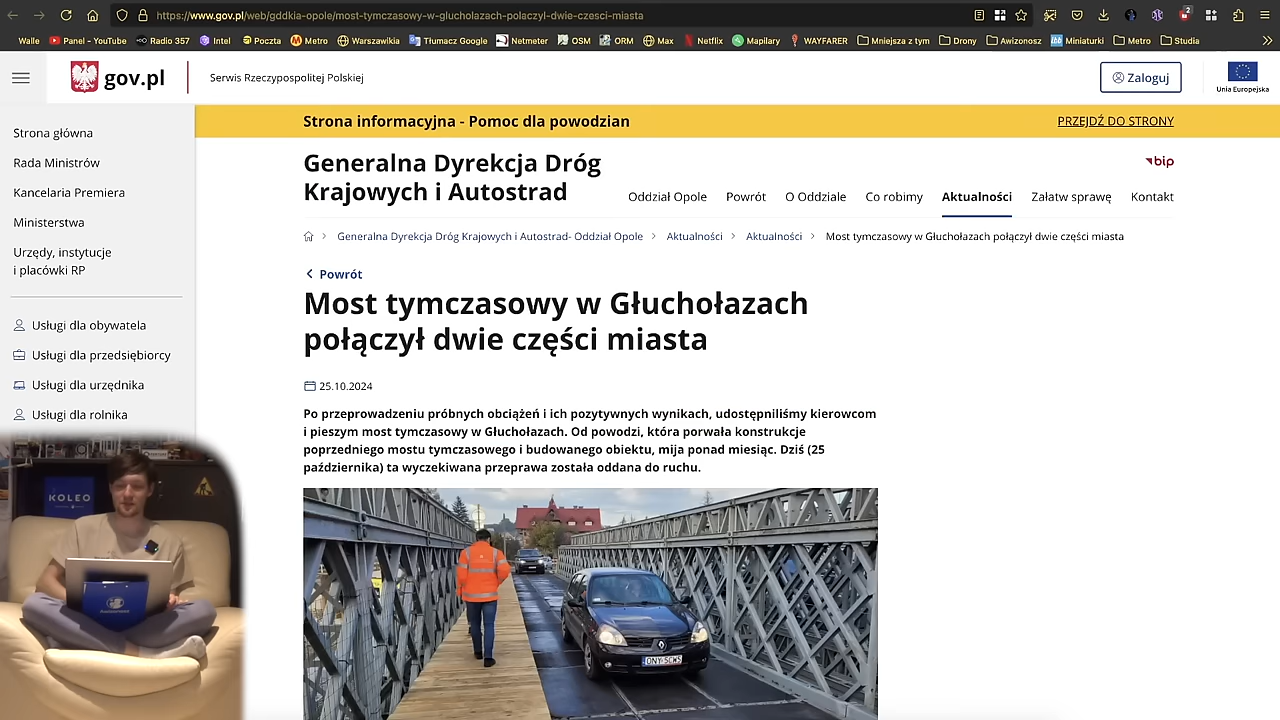 https://www.gov.pl/web/gddkia-opole/most-tymczasowy-w-glucholazach-polaczyl-dwie-czesci-miasta
2
Walle Panel - YouTube Radio 357 Intel Poczta Metro Warszawikia Tłumacz Google Netmeter OSM ORM Max Netflix Mapilary WAYFARER Mniejsza z tym Drony Awizonosz Miniaturki Metro Studia
gov.pl
Serwis Rzeczypospolitej Polskiej
Zaloguj
Unia Europejska
Strona główna
Rada Ministrów
Kancelaria Premiera
Ministerstwa
Urzędy, instytucje
i placówki RP
Usługi dla obywatela
Usługi dla przedsiębiorcy
Usługi dla urzędnika
Usługi dla rolnika
Strona informacyjna - Pomoc dla powodzian
PRZEJDŹ DO STRONY
Generalna Dyrekcja Dróg
Krajowych i Autostrad
bip
Oddział Opole Powrót O Oddziale Co robimy Aktualności Załatw sprawę Kontakt
Generalna Dyrekcja Dróg Krajowych i Autostrad- Oddział Opole > Aktualności > Aktualności > Most tymczasowy w Głuchołazach połączył dwie części miasta
Powrót
Most tymczasowy w Głuchołazach
połączył dwie części miasta
25.10.2024
Po przeprowadzeniu próbnych obciążeń i ich pozytywnych wynikach, udostępniliśmy kierowcom
i pieszym most tymczasowy w Głuchołazach. Od powodzi, która porwała konstrukcje
poprzedniego mostu tymczasowego i budowanego obiektu, mija ponad miesiąc. Dziś (25
października) ta wyczekiwana przeprawa została oddana do ruchu.
KOLEO